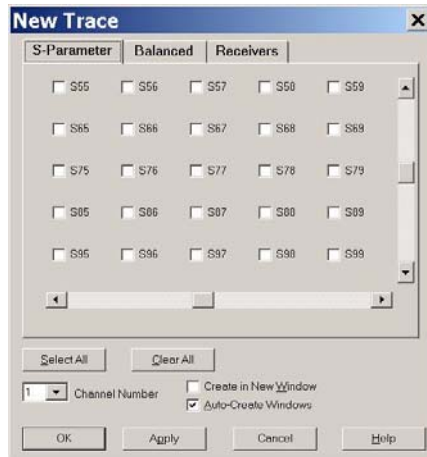 New Trace
S-Parameter Balanced Receivers
S55 S56 S57 S58 S59
S65 S66 S67 S68 S69
S75 S76 S77 S78 S79
S85 S86 S87 S88 S89
S95 S96 S97 S98 S99
Select All Clear All
1 Channel Number
Create in New Window
Auto-Create Windows
OK Apply Cancel Help